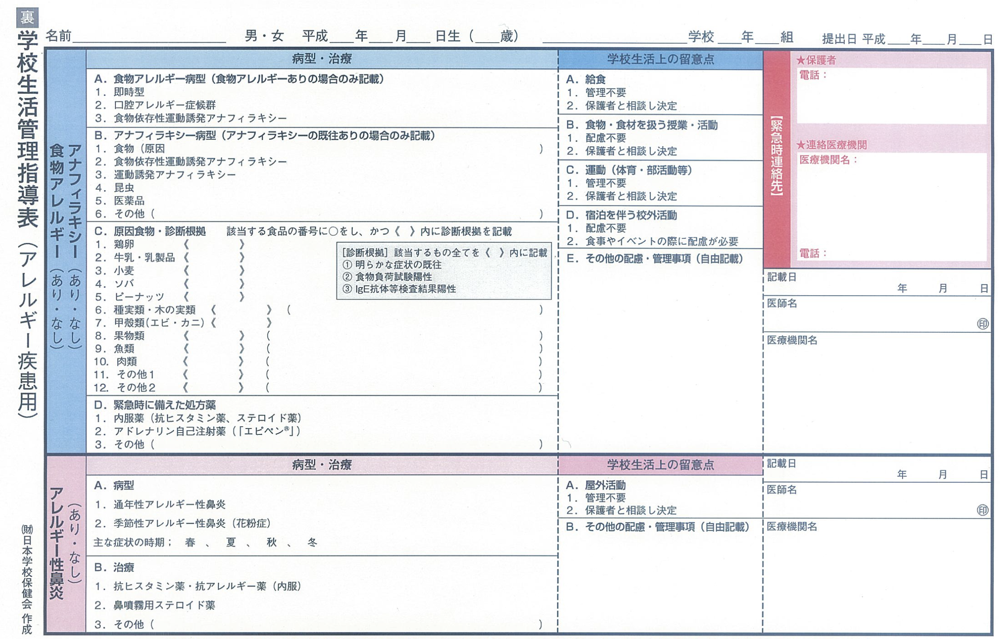 裏
学校生活管理指導表（アレルギー疾患用）
(財)日本学校保健会 作成
名前 男・女 平成 年 月 日生（ 歳） 学校 年 組 提出日 平成 年 月 日
アナフィラキシー（あり・なし）
食物アレルギー（あり・なし）
病型・治療
A．食物アレルギー病型（食物アレルギーありの場合のみ記載）
1．即時型
2．口腔アレルギー症候群
3．食物依存性運動誘発アナフィラキシー
B．アナフィラキシー病型（アナフィラキシーの既往ありの場合のみ記載）
1．食物（原因 ）
2．食物依存性運動誘発アナフィラキシー
3．運動誘発アナフィラキシー
4．昆虫
5．医薬品
6．その他（ ）
C．原因食物・診断根拠 該当する食品の番号に○をし、かつ《 》内に診断根拠を記載
1．鶏卵 《 》
2．牛乳・乳製品 《 》
3．小麦 《 》
4．ソバ 《 》
5．ピーナッツ 《 》
6．種実類・木の実類 《 》（ ）
7．甲殻類(エビ・カニ)《 》
8．果物類 《 》（ ）
9．魚類 《 》（ ）
10．肉類 《 》（ ）
11．その他1 《 》（ ）
12．その他2 《 》（ ）
[診断根拠] 該当するもの全てを《 》内に記載
① 明らかな症状の既往
② 食物負荷試験陽性
③ IgE抗体等検査結果陽性
D．緊急時に備えた処方薬
1．内服薬（抗ヒスタミン薬、ステロイド薬）
2．アドレナリン自己注射薬（「エピペン®」）
3．その他（ ）
学校生活上の留意点
A．給食
1．管理不要
2．保護者と相談し決定
B．食物・食材を扱う授業・活動
1．配慮不要
2．保護者と相談し決定
C．運動（体育・部活動等）
1．管理不要
2．保護者と相談し決定
D．宿泊を伴う校外活動
1．配慮不要
2．食事やイベントの際に配慮が必要
E．その他の配慮・管理事項（自由記載）
【緊急時連絡先】
★保護者
電話：
★連絡医療機関
医療機関名：
電話：
記載日
年 月 日
医師名
㊞
医療機関名
アレルギー性鼻炎
（あり・なし）
病型・治療
A．病型
1．通年性アレルギー性鼻炎
2．季節性アレルギー性鼻炎（花粉症）
主な症状の時期； 春 、 夏 、 秋 、 冬
B．治療
1．抗ヒスタミン薬・抗アレルギー薬（内服）
2．鼻噴霧用ステロイド薬
3．その他（ ）
学校生活上の留意点
A．屋外活動
1．管理不要
2．保護者と相談し決定
B．その他の配慮・管理事項（自由記載）
記載日
年 月 日
医師名
㊞
医療機関名